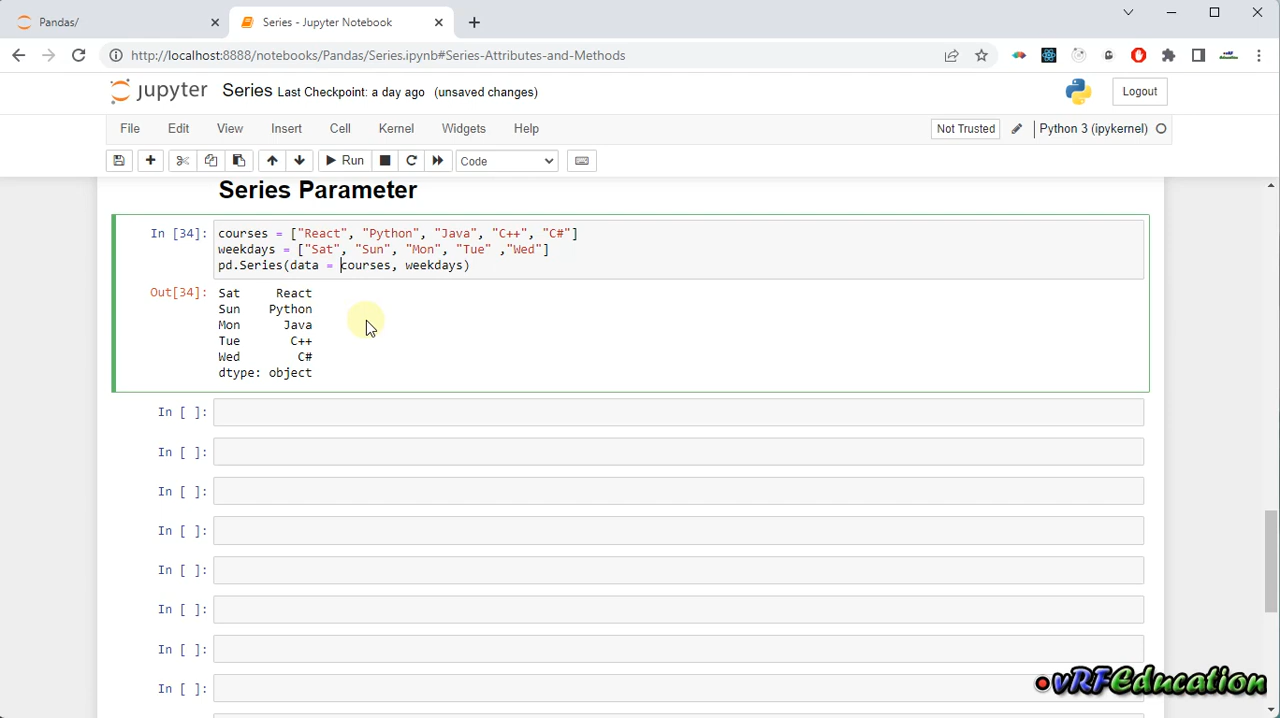 Pandas/
Series - Jupyter Notebook
http://localhost:8888/notebooks/Pandas/Series.ipynb#Series-Attributes-and-Methods
jupyter Series Last Checkpoint: a day ago (unsaved changes)
Logout
File Edit View Insert Cell Kernel Widgets Help
Not Trusted
Python 3 (ipykernel)
Run
Code
Series Parameter
In [34]: courses = ["React", "Python", "Java", "C++", "C#"]
weekdays = ["Sat", "Sun", "Mon", "Tue" ,"Wed"]
pd.Series(data = courses, weekdays)
Out[34]: Sat React
Sun Python
Mon Java
Tue C++
Wed C#
dtype: object
In [ ]:
In [ ]:
In [ ]:
In [ ]:
In [ ]:
In [ ]:
In [ ]:
In [ ]:
vRFEducation